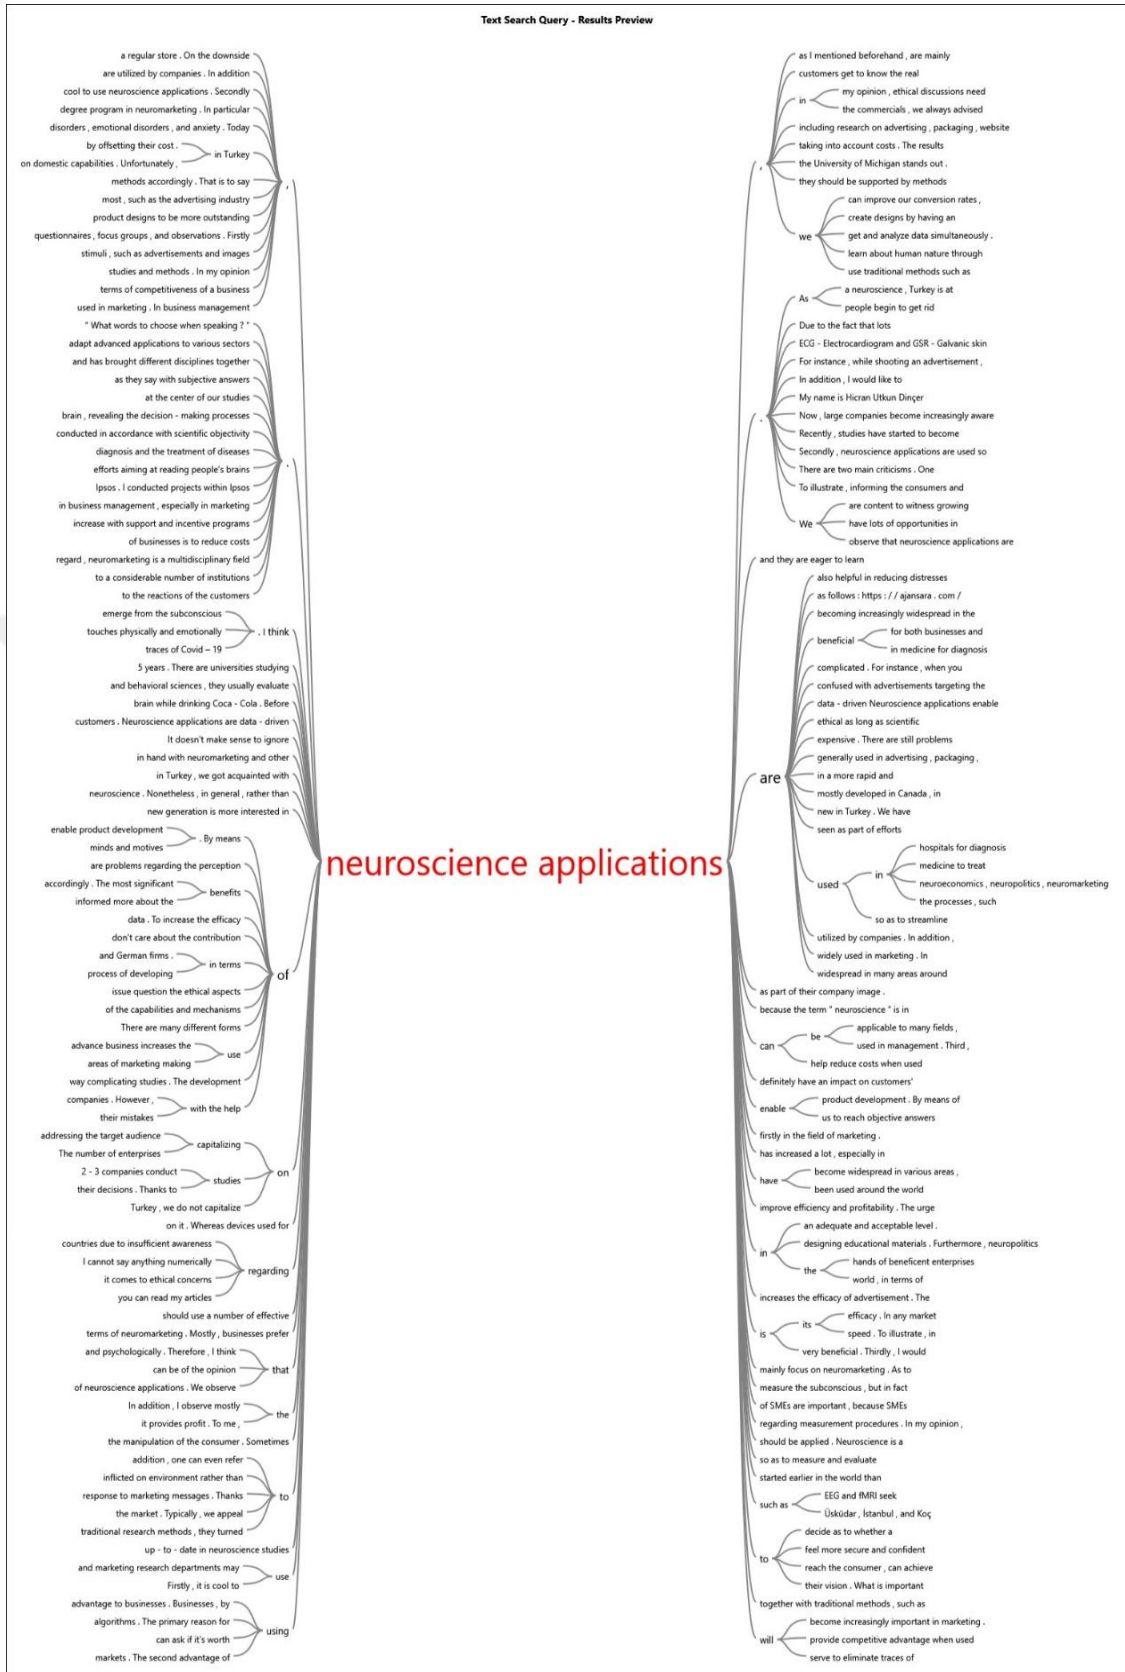 Text Search Query - Results Preview
a regular store . On the downside
are utilized by companies . In addition
cool to use neuroscience applications . Secondly
degree program in neuromarketing . In particular
disorders , emotional disorders , and anxiety . Today
by offsetting their cost .
in Turkey
on domestic capabilities . Unfortunately ,
methods accordingly . That is to say
,
most , such as the advertising industry
product designs to be more outstanding
questionnaires , focus groups , and observations . Firstly
stimuli , such as advertisements and images
studies and methods . In my opinion
terms of competitiveness of a business
used in marketing . In business management
" What words to choose when speaking ? "
adapt advanced applications to various sectors
and has brought different disciplines together
as they say with subjective answers
at the center of our studies
brain , revealing the decision - making processes
conducted in accordance with scientific objectivity
diagnosis and the treatment of diseases
.
efforts aiming at reading people's brains
Ipsos . I conducted projects within Ipsos
in business management , especially in marketing
increase with support and incentive programs
of businesses is to reduce costs
regard , neuromarketing is a multidisciplinary field
to a considerable number of institutions
to the reactions of the customers
emerge from the subconscious
touches physically and emotionally
. I think
traces of Covid – 19
5 years . There are universities studying
and behavioral sciences , they usually evaluate
brain while drinking Coca - Cola . Before
customers . Neuroscience applications are data - driven
It doesn't make sense to ignore
in hand with neuromarketing and other
in Turkey , we got acquainted with
neuroscience . Nonetheless , in general , rather than
new generation is more interested in
enable product development
. By means
minds and motives
are problems regarding the perception
accordingly . The most significant
benefits
informed more about the
data . To increase the efficacy
don't care about the contribution
and German firms .
in terms
process of developing
of
issue question the ethical aspects
of the capabilities and mechanisms
There are many different forms
advance business increases the
use
areas of marketing making
way complicating studies . The development
companies . However ,
with the help
their mistakes
addressing the target audience
capitalizing
The number of enterprises
2 - 3 companies conduct
on
studies
their decisions . Thanks to
Turkey , we do not capitalize
on it . Whereas devices used for
countries due to insufficient awareness
I cannot say anything numerically
regarding
it comes to ethical concerns
you can read my articles
should use a number of effective
terms of neuromarketing . Mostly , businesses prefer
and psychologically . Therefore , I think
can be of the opinion
that
of neuroscience applications . We observe
In addition , I observe mostly
the
it provides profit . To me ,
the manipulation of the consumer . Sometimes
addition , one can even refer
inflicted on environment rather than
response to marketing messages . Thanks
to
the market . Typically , we appeal
traditional research methods , they turned
up - to - date in neuroscience studies
and marketing research departments may
use
Firstly , it is cool to
advantage to businesses . Businesses , by
algorithms . The primary reason for
using
can ask if it's worth
markets . The second advantage of
neuroscience applications
as I mentioned beforehand , are mainly
customers get to know the real
my opinion , ethical discussions need
in
the commercials , we always advised
including research on advertising , packaging , website
taking into account costs . The results
,
the University of Michigan stands out .
they should be supported by methods
can improve our conversion rates ,
create designs by having an
we
get and analyze data simultaneously .
learn about human nature through
use traditional methods such as
a neuroscience , Turkey is at
As
people begin to get rid
Due to the fact that lots
ECG - Electrocardiogram and GSR - Galvanic skin
For instance , while shooting an advertisement ,
In addition , I would like to
My name is Hicran Utkun Dinçer
.
Now , large companies become increasingly aware
Recently , studies have started to become
Secondly , neuroscience applications are used so
There are two main criticisms . One
To illustrate , informing the consumers and
are content to witness growing
We
have lots of opportunities in
observe that neuroscience applications are
and they are eager to learn
also helpful in reducing distresses
as follows : https : / / ajansara . com /
becoming increasingly widespread in the
for both businesses and
beneficial
in medicine for diagnosis
complicated . For instance , when you
confused with advertisements targeting the
data - driven Neuroscience applications enable
ethical as long as scientific
expensive . There are still problems
generally used in advertising , packaging ,
are
in a more rapid and
mostly developed in Canada , in
new in Turkey . We have
seen as part of efforts
hospitals for diagnosis
medicine to treat
in
used
neuroeconomics , neuropolitics , neuromarketing
the processes , such
so as to streamline
utilized by companies . In addition ,
widely used in marketing . In
widespread in many areas around
as part of their company image .
because the term " neuroscience " is in
applicable to many fields ,
be
can
used in management . Third ,
help reduce costs when used
definitely have an impact on customers'
product development . By means of
enable
us to reach objective answers
firstly in the field of marketing .
has increased a lot , especially in
become widespread in various areas ,
have
been used around the world
improve efficiency and profitability . The urge
an adequate and acceptable level .
designing educational materials . Furthermore , neuropolitics
in
hands of beneficent enterprises
the
world , in terms of
increases the efficacy of advertisement . The
efficacy . In any market
its
is
speed . To illustrate , in
very beneficial . Thirdly , I would
mainly focus on neuromarketing . As to
measure the subconscious , but in fact
of SMEs are important , because SMEs
regarding measurement procedures . In my opinion ,
should be applied . Neuroscience is a
so as to measure and evaluate
started earlier in the world than
EEG and fMRI seek
such as
Üsküdar , İstanbul , and Koç
decide as to whether a
feel more secure and confident
to
reach the consumer , can achieve
their vision . What is important
together with traditional methods , such as
become increasingly important in marketing .
will
provide competitive advantage when used
serve to eliminate traces of